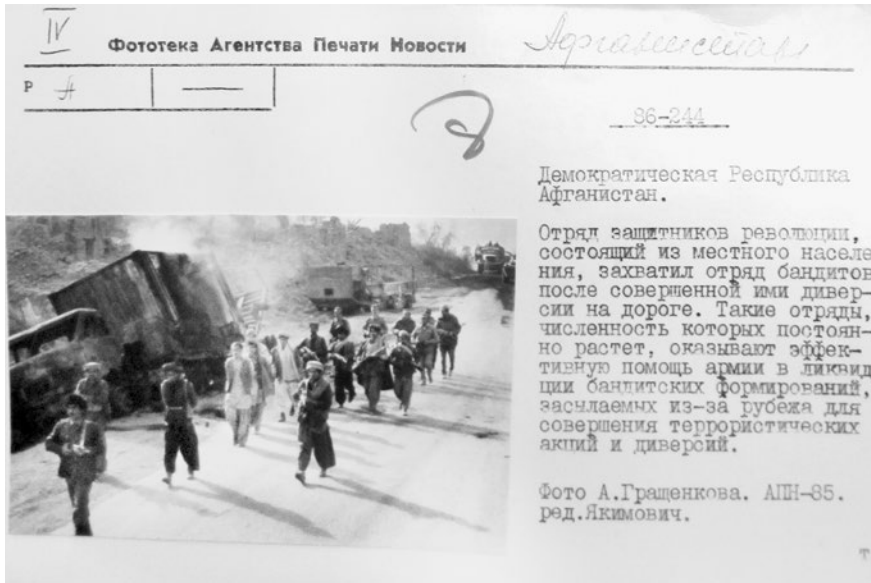 IV
Фототека Агентства Печати Новости
Афганистан
Р А —
86-244
Демократическая Республика
Афганистан.
Отряд защитников революции,
состоящий из местного населе
ния, захватил отряд бандитов
после совершенной ими дивер-
сии на дороге. Такие отряды,
численность которых постоян-
но растет, оказывают эффек-
тивную помощь армии в ликвид
ции бандитских формирований,
засылаемых из-за рубежа для
совершения террористических
акций и диверсий.
Фото А.Гращенкова. АПН-85.
ред.Якимович.
т